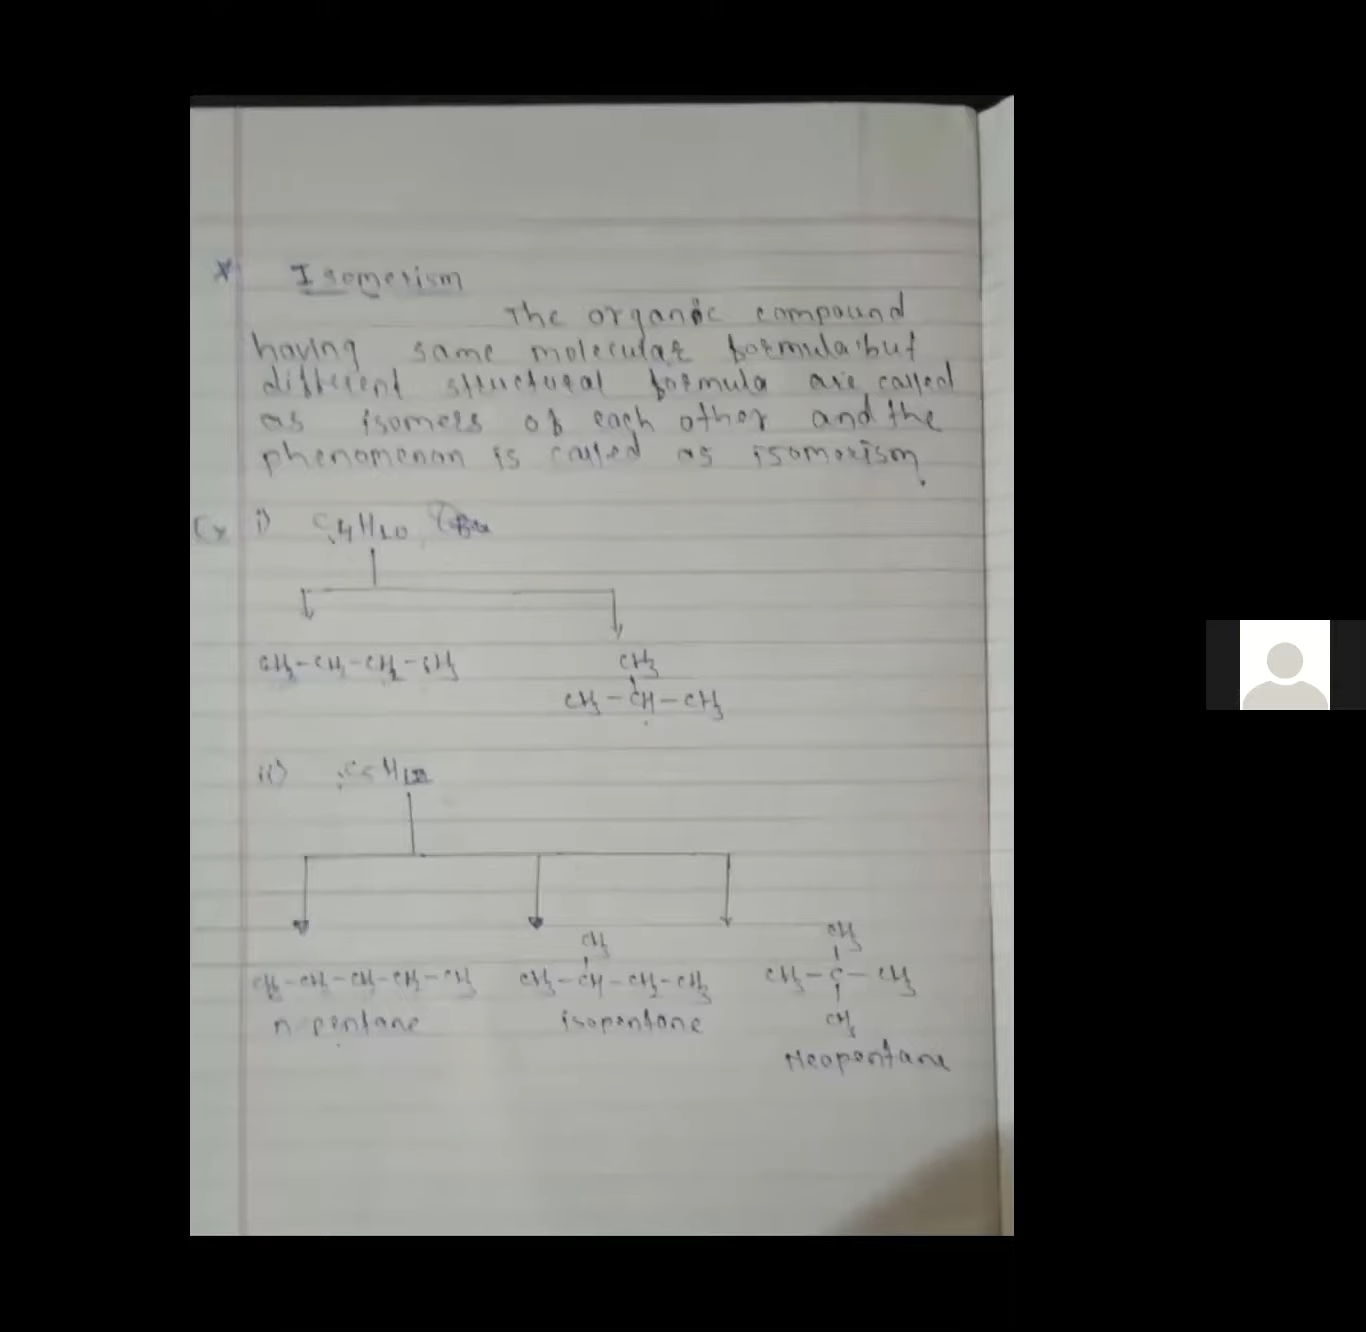 * Isomerism
The organic compound
having same molecular formula but
different structural formula are called
as isomers of each other and the
phenomenon is called as isomerism.
Ex i) C4H10
CH3-CH2-CH2-CH3
CH3
CH3-CH-CH3
ii) C5H12
CH3
CH3
CH3-CH2-CH2-CH2-CH3 CH3-CH-CH2-CH3 CH3-C-CH3
n pentane isopentane CH3
Neopentane